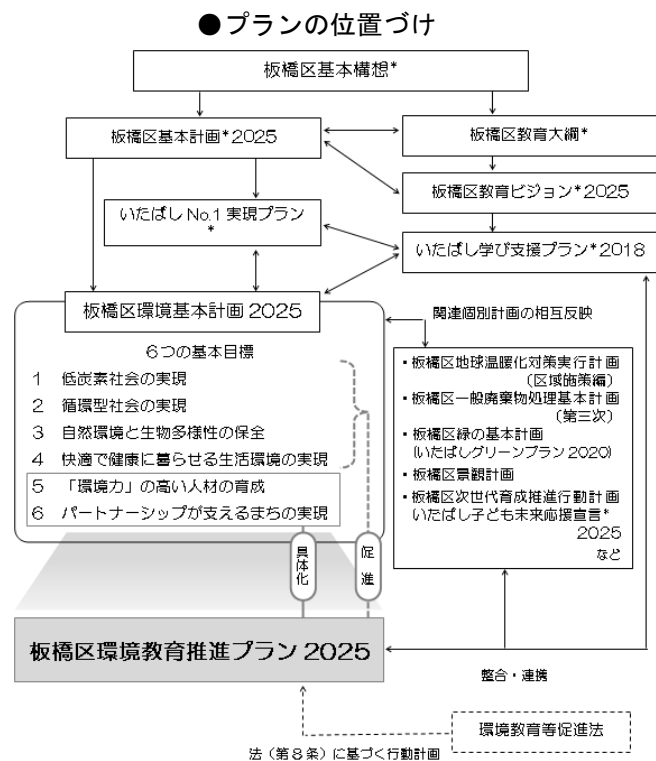 ●プランの位置づけ
板橋区基本構想*
板橋区基本計画*2025
板橋区教育大綱*
板橋区教育ビジョン*2025
いたばし No.1 実現プラン
*
いたばし学び支援プラン*2018
板橋区環境基本計画 2025
関連個別計画の相互反映
6つの基本目標
1 低炭素社会の実現
2 循環型社会の実現
3 自然環境と生物多様性の保全
4 快適で健康に暮らせる生活環境の実現
5 「環境力」の高い人材の育成
6 パートナーシップが支えるまちの実現
・板橋区地球温暖化対策実行計画
(区域施策編)
・板橋区一般廃棄物処理基本計画
(第三次)
・板橋区緑の基本計画
(いたばしグリーンプラン 2020)
・板橋区景観計画
・板橋区次世代育成推進行動計画
いたばし子ども未来応援宣言*
2025
など
具体化
促進
板橋区環境教育推進プラン 2025
整合・連携
環境教育等促進法
法(第8条)に基づく行動計画